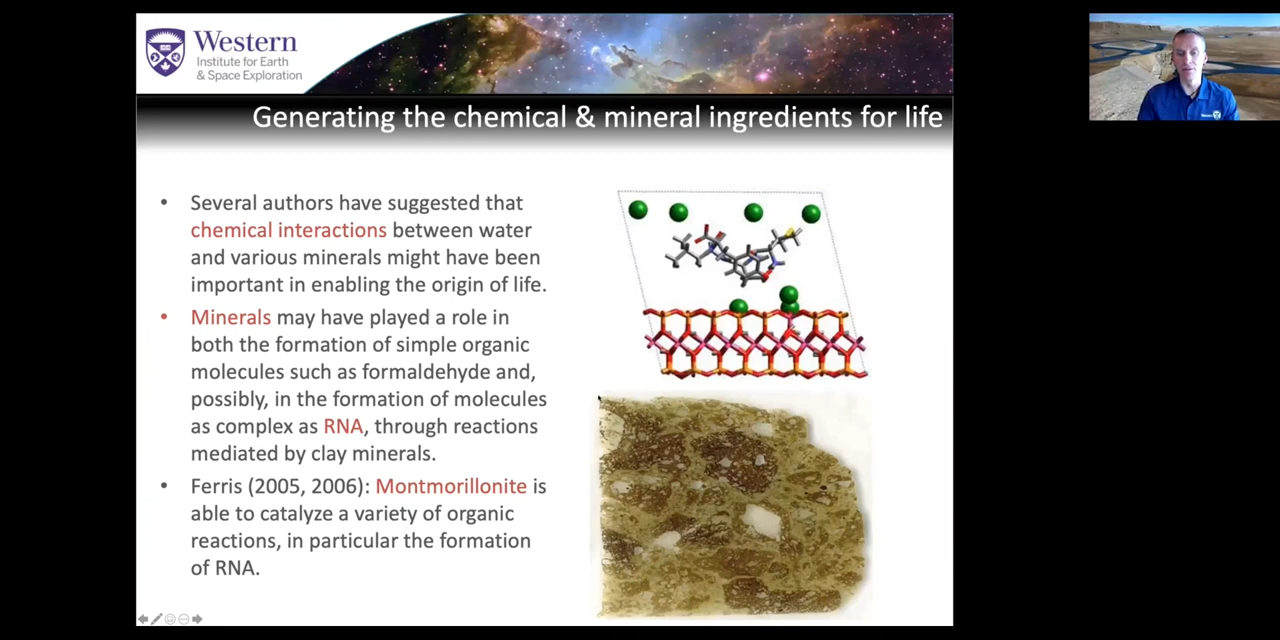 Western
Institute for Earth
& Space Exploration
Generating the chemical & mineral ingredients for life
• Several authors have suggested that
chemical interactions between water
and various minerals might have been
important in enabling the origin of life.
• Minerals may have played a role in
both the formation of simple organic
molecules such as formaldehyde and,
possibly, in the formation of molecules
as complex as RNA, through reactions
mediated by clay minerals.
• Ferris (2005, 2006): Montmorillonite is
able to catalyze a variety of organic
reactions, in particular the formation
of RNA.